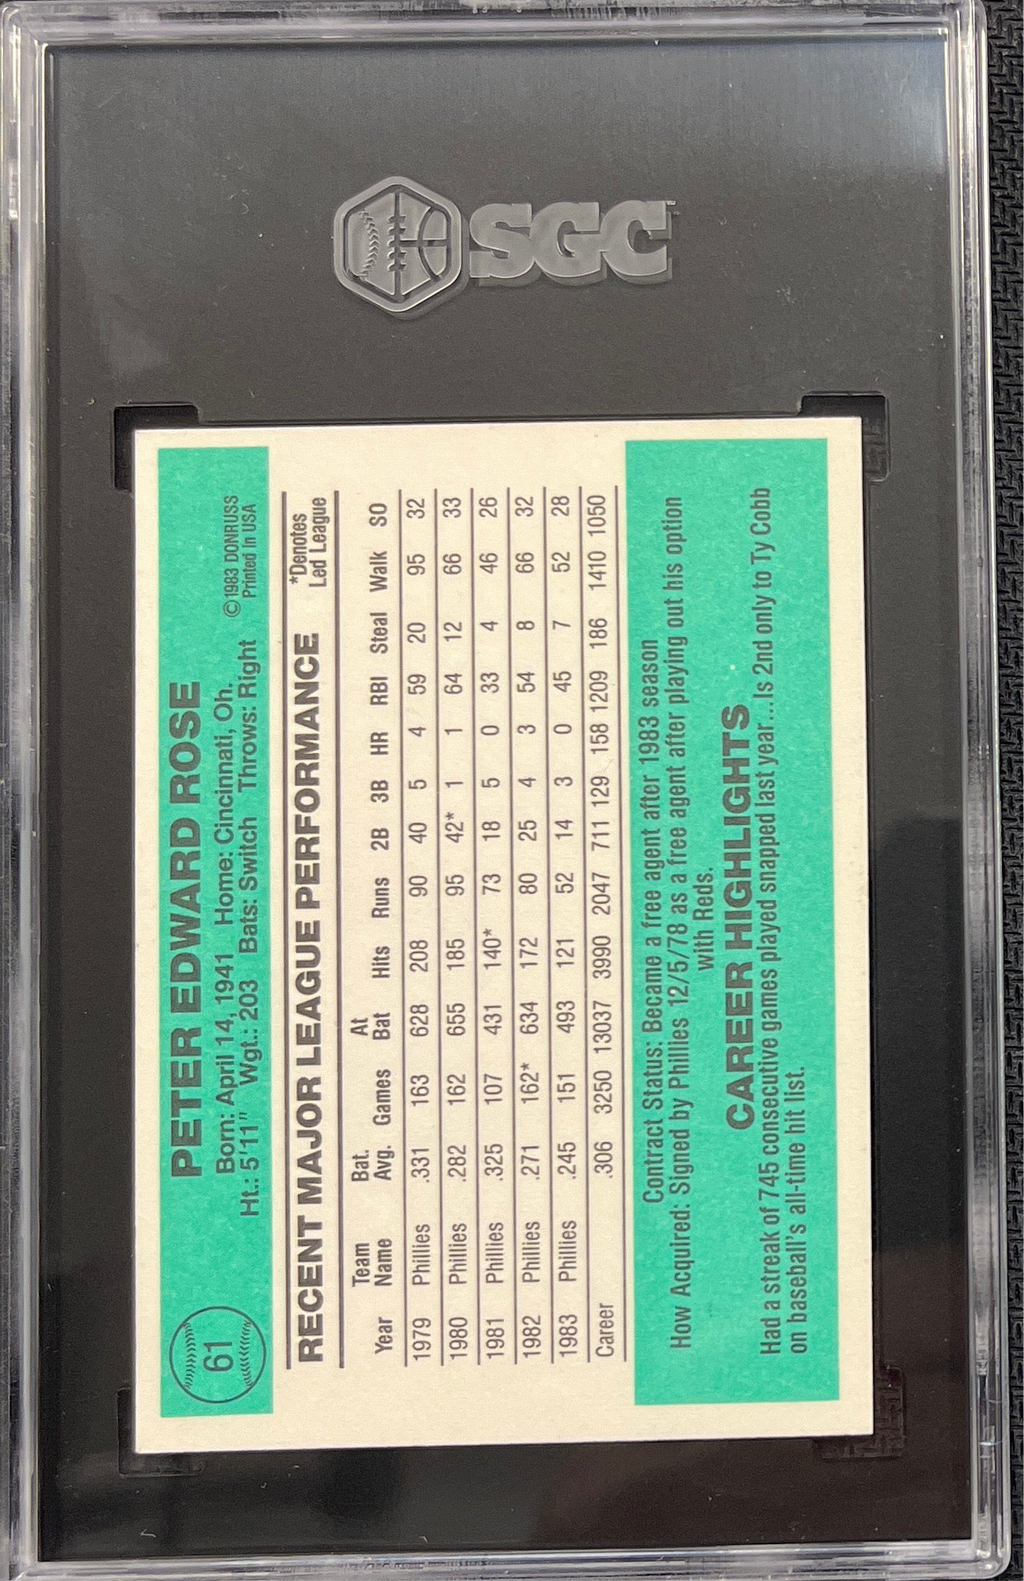 SGC
61
PETER EDWARD ROSE
Born: April 14, 1941 Home: Cincinnati, Oh. ©1983 DONRUSS
Ht.: 5'11" Wgt.: 203 Bats: Switch Throws: Right Printed In USA
RECENT MAJOR LEAGUE PERFORMANCE
*Denotes
Led League
Year Team Name Bat. Avg. Games At Bat Hits Runs 2B 3B HR RBI Steal Walk SO
1979 Phillies .331 163 628 208 90 40 5 4 59 20 95 32
1980 Phillies .282 162 655 185 95 42* 1 1 64 12 66 33
1981 Phillies .325 107 431 140* 73 18 5 0 33 4 46 26
1982 Phillies .271 162* 634 172 80 25 4 3 54 8 66 32
1983 Phillies .245 151 493 121 52 14 3 0 45 7 52 28
Career .306 3250 13037 3990 2047 711 129 158 1209 186 1410 1050
Contract Status: Became a free agent after 1983 season
How Acquired: Signed by Phillies 12/5/78 as a free agent after playing out his option
with Reds.
CAREER HIGHLIGHTS
Had a streak of 745 consecutive games played snapped last year...Is 2nd only to Ty Cobb
on baseball's all-time hit list.